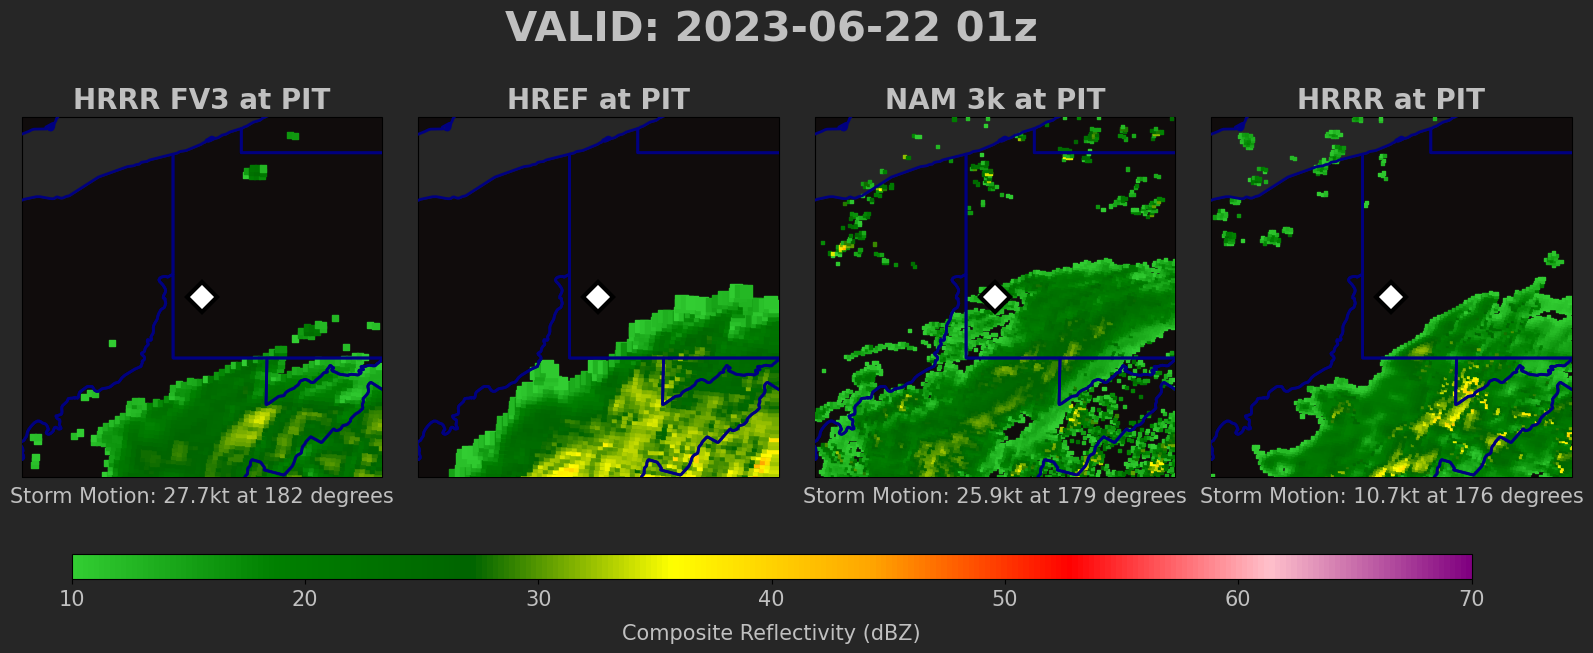 VALID: 2023-06-22 01z
HRRR FV3 at PIT
HREF at PIT
NAM 3k at PIT
HRRR at PIT
Storm Motion: 27.7kt at 182 degrees
Storm Motion: 25.9kt at 179 degrees
Storm Motion: 10.7kt at 176 degrees
10 20 30 40 50 60 70
Composite Reflectivity (dBZ)